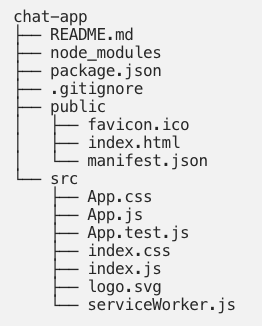 chat-app
├── README.md
├── node_modules
├── package.json
├── .gitignore
├── public
│   ├── favicon.ico
│   ├── index.html
│   └── manifest.json
└── src
    ├── App.css
    ├── App.js
    ├── App.test.js
    ├── index.css
    ├── index.js
    ├── logo.svg
    └── serviceWorker.js